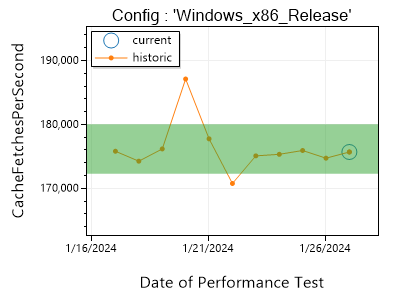 Config : 'Windows_x86_Release'
current
historic
190,000
180,000
170,000
CacheFetchesPerSecond
1/16/2024
1/21/2024
1/26/2024
Date of Performance Test